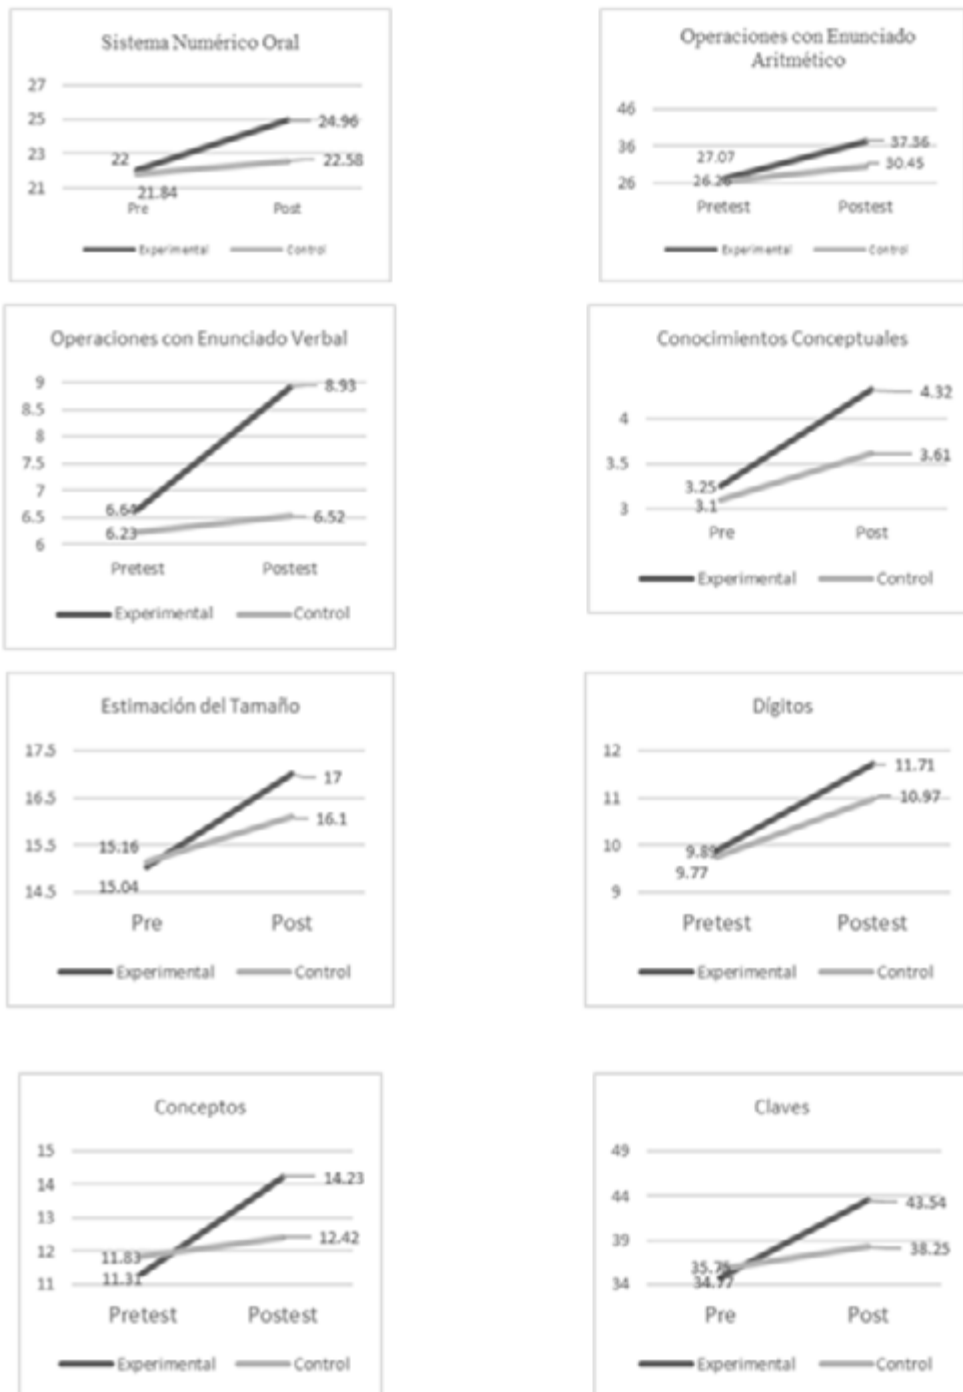 Sistema Numérico Oral
27
25
23
21
22
21.84
24.96
22.58
Pre Post
Experimental Control
Operaciones con Enunciado
Aritmético
46
36
26
27.07
37.36
30.45
Pretest Postest
Experimental Control
Operaciones con Enunciado Verbal
9
8.5
8
7.5
7
6.5
6
6.64
6.23
8.93
6.52
Pretest Postest
Experimental Control
Conocimientos Conceptuales
4
3.5
3
3.25
3.1
4.32
3.61
Pre Post
Experimental Control
Estimación del Tamaño
17.5
16.5
15.5
14.5
15.16
15.04
17
16.1
Pre Post
Experimental Control
Dígitos
12
11
10
9
9.89
9.77
11.71
10.97
Pretest Postest
Experimental Control
Conceptos
15
14
13
12
11
11.83
11.31
14.23
12.42
Pretest Postest
Experimental Control
Claves
49
44
39
34
34.77
43.54
38.25
Pre Post
Experimental Control